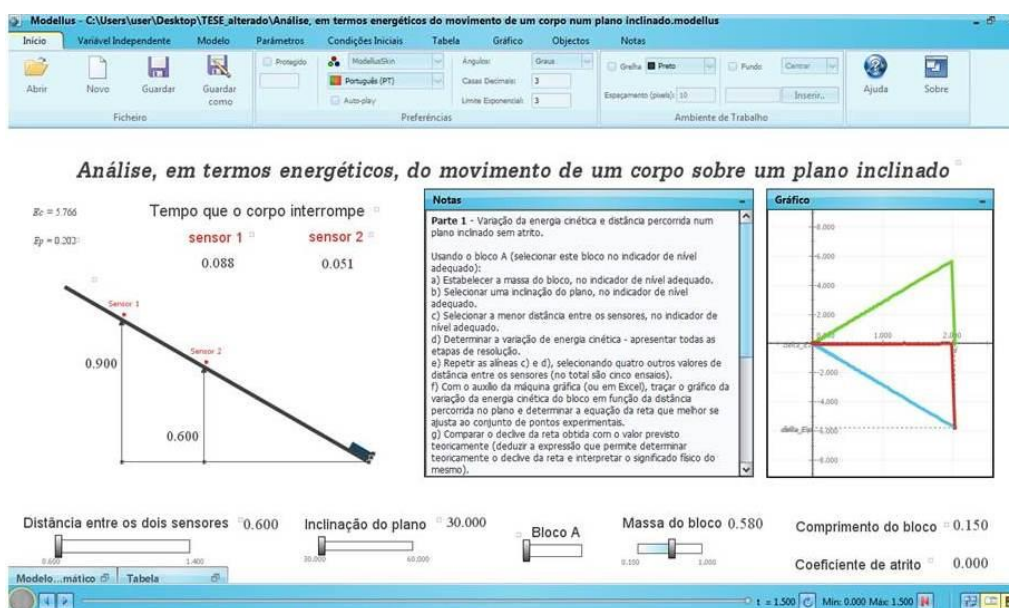 Modellus - C:\Users\user\Desktop\TESE_alterado\Análise, em termos energéticos do movimento de um corpo num plano inclinado.modellus
Início Variável Independente Modelo Parâmetros Condições Iniciais Tabela Gráfico Objectos Notas
Protegido ModellusSkin Ângulos: Graus Grelha Preto Fundo Centrar
Português (PT) Casas Decimais: 3
Abrir Novo Guardar Guardar como Auto-play Limite Exponencial: 3 Espaçamento (pixels): 10 Inserir.. Ajuda Sobre
Ficheiro Preferências Ambiente de Trabalho
Análise, em termos energéticos, do movimento de um corpo sobre um plano inclinado
Ec = 5.766
Ep = 0.203
Tempo que o corpo interrompe
sensor 1 sensor 2
0.088 0.051
Sensor 1
Sensor 2
0.900
0.600
Notas
Parte 1 - Variação da energia cinética e distância percorrida num
plano inclinado sem atrito.
Usando o bloco A (selecionar este bloco no indicador de nível
adequado):
a) Estabelecer a massa do bloco, no indicador de nível adequado.
b) Selecionar uma inclinação do plano, no indicador de nível
adequado.
c) Selecionar a menor distância entre os sensores, no indicador de
nível adequado.
d) Determinar a variação de energia cinética - apresentar todas as
etapas de resolução.
e) Repetir as alíneas c) e d), selecionando quatro outros valores de
distância entre os sensores (no total são cinco ensaios).
f) Com o auxílio da máquina gráfica (ou em Excel), traçar o gráfico da
variação da energia cinética do bloco em função da distância
percorrida no plano e determinar a equação da reta que melhor se
ajusta ao conjunto de pontos experimentais.
g) Comparar o declive da reta obtida com o valor previsto
teoricamente (deduzir a expressão que permite determinar
teoricamente o declive da reta e interpretar o significado físico do
mesmo).
Gráfico
8.000
6.000
4.000
2.000
1.000
-2.000
-4.000
-6.000
-8.000
Distância entre os dois sensores 0.600
0.600 1.400
Inclinação do plano 30.000
30.000 60.000
Bloco A
Massa do bloco 0.580
0.100 1.000
Comprimento do bloco 0.150
Coeficiente de atrito 0.000
Modelo...mático Tabela
t = 1.500 Min: 0.000 Máx: 1.500